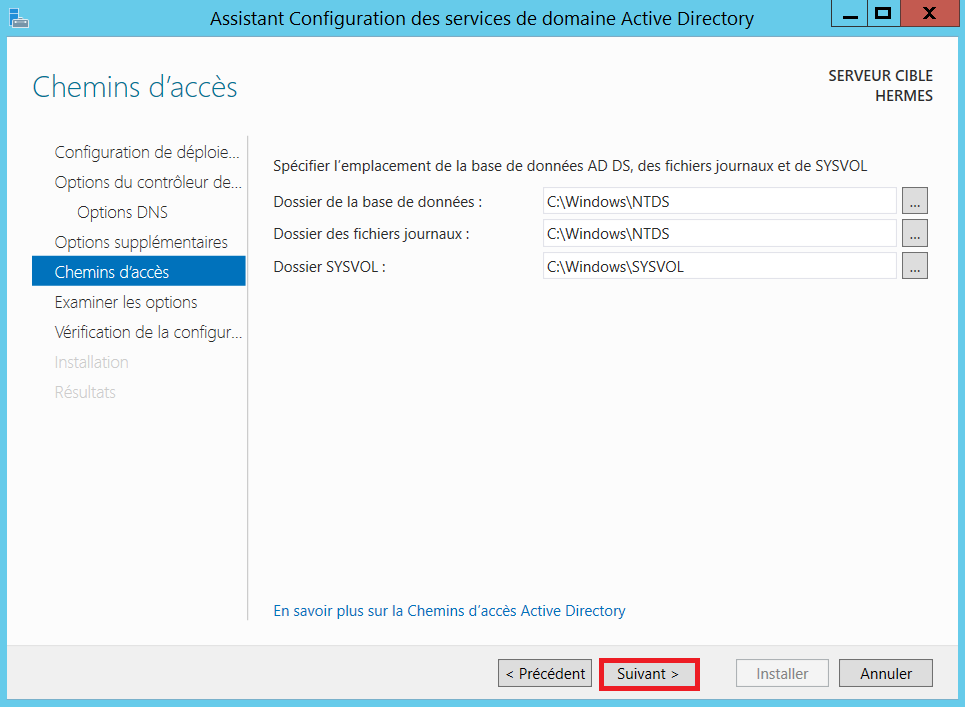 Assistant Configuration des services de domaine Active Directory
Chemins d’accès
SERVEUR CIBLE
HERMES
Configuration de déploie...
Options du contrôleur de...
Options DNS
Options supplémentaires
Chemins d’accès
Examiner les options
Vérification de la configur...
Installation
Résultats
Spécifier l’emplacement de la base de données AD DS, des fichiers journaux et de SYSVOL
Dossier de la base de données : C:\Windows\NTDS ...
Dossier des fichiers journaux : C:\Windows\NTDS ...
Dossier SYSVOL : C:\Windows\SYSVOL ...
En savoir plus sur la Chemins d’accès Active Directory
< Précédent Suivant > Installer Annuler